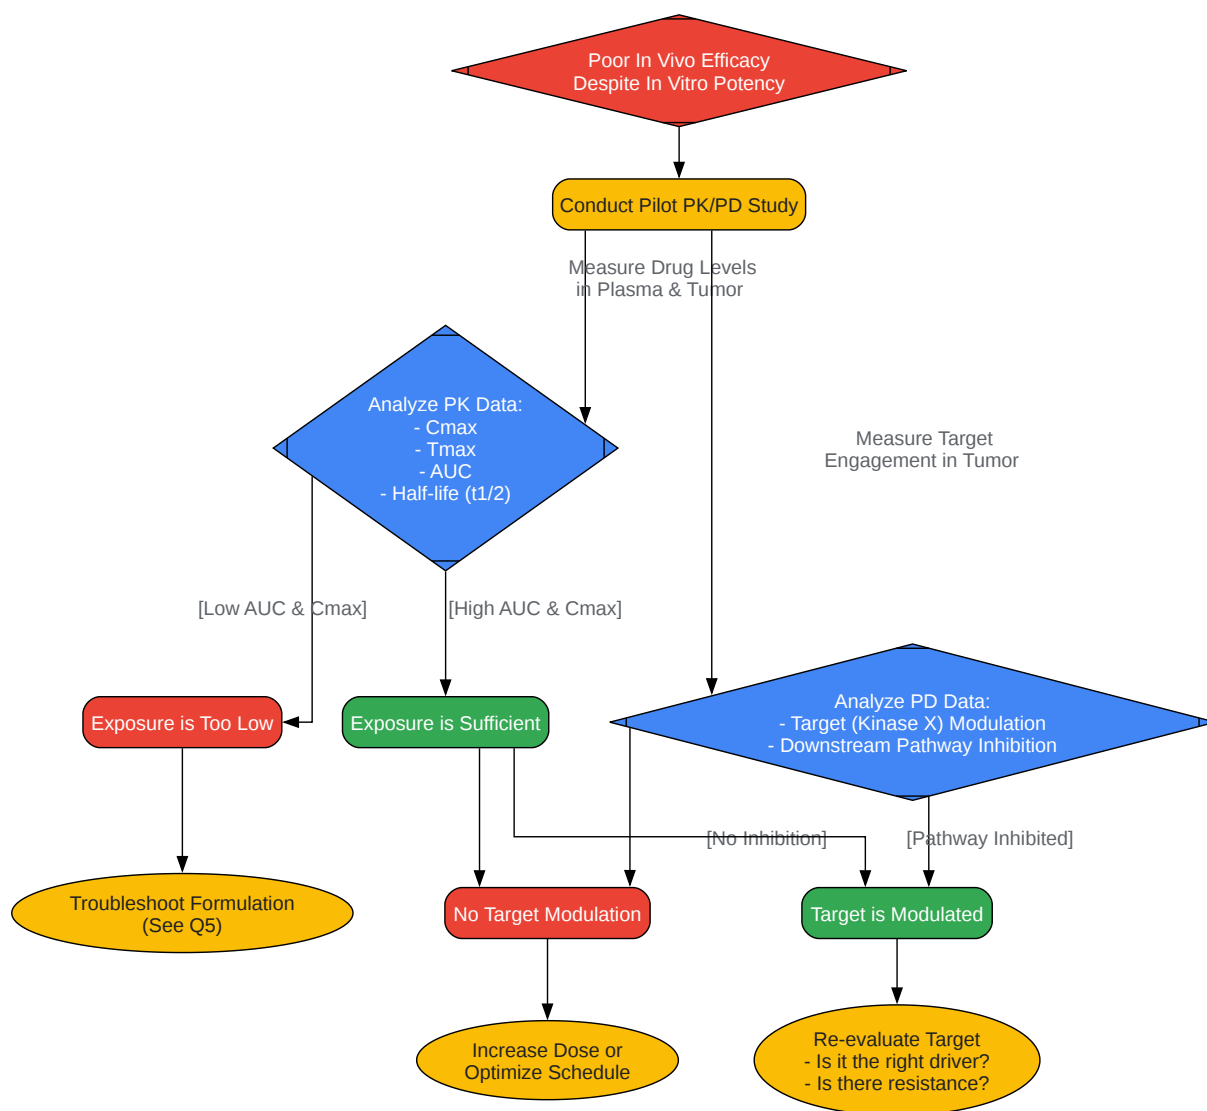 Poor In Vivo Efficacy
Despite In Vitro Potency
Conduct Pilot PK/PD Study
Measure Drug Levels
in Plasma & Tumor
Analyze PK Data:
- Cmax
- Tmax
- AUC
- Half-life (t1/2)
Measure Target
Engagement in Tumor
[Low AUC & Cmax]
[High AUC & Cmax]
Exposure is Too Low
Exposure is Sufficient
Analyze PD Data:
- Target (Kinase X) Modulation
- Downstream Pathway Inhibition
[No Inhibition]
[Pathway Inhibited]
Troubleshoot Formulation
(See Q5)
No Target Modulation
Target is Modulated
Increase Dose or
Optimize Schedule
Re-evaluate Target
- Is it the right driver?
- Is there resistance?